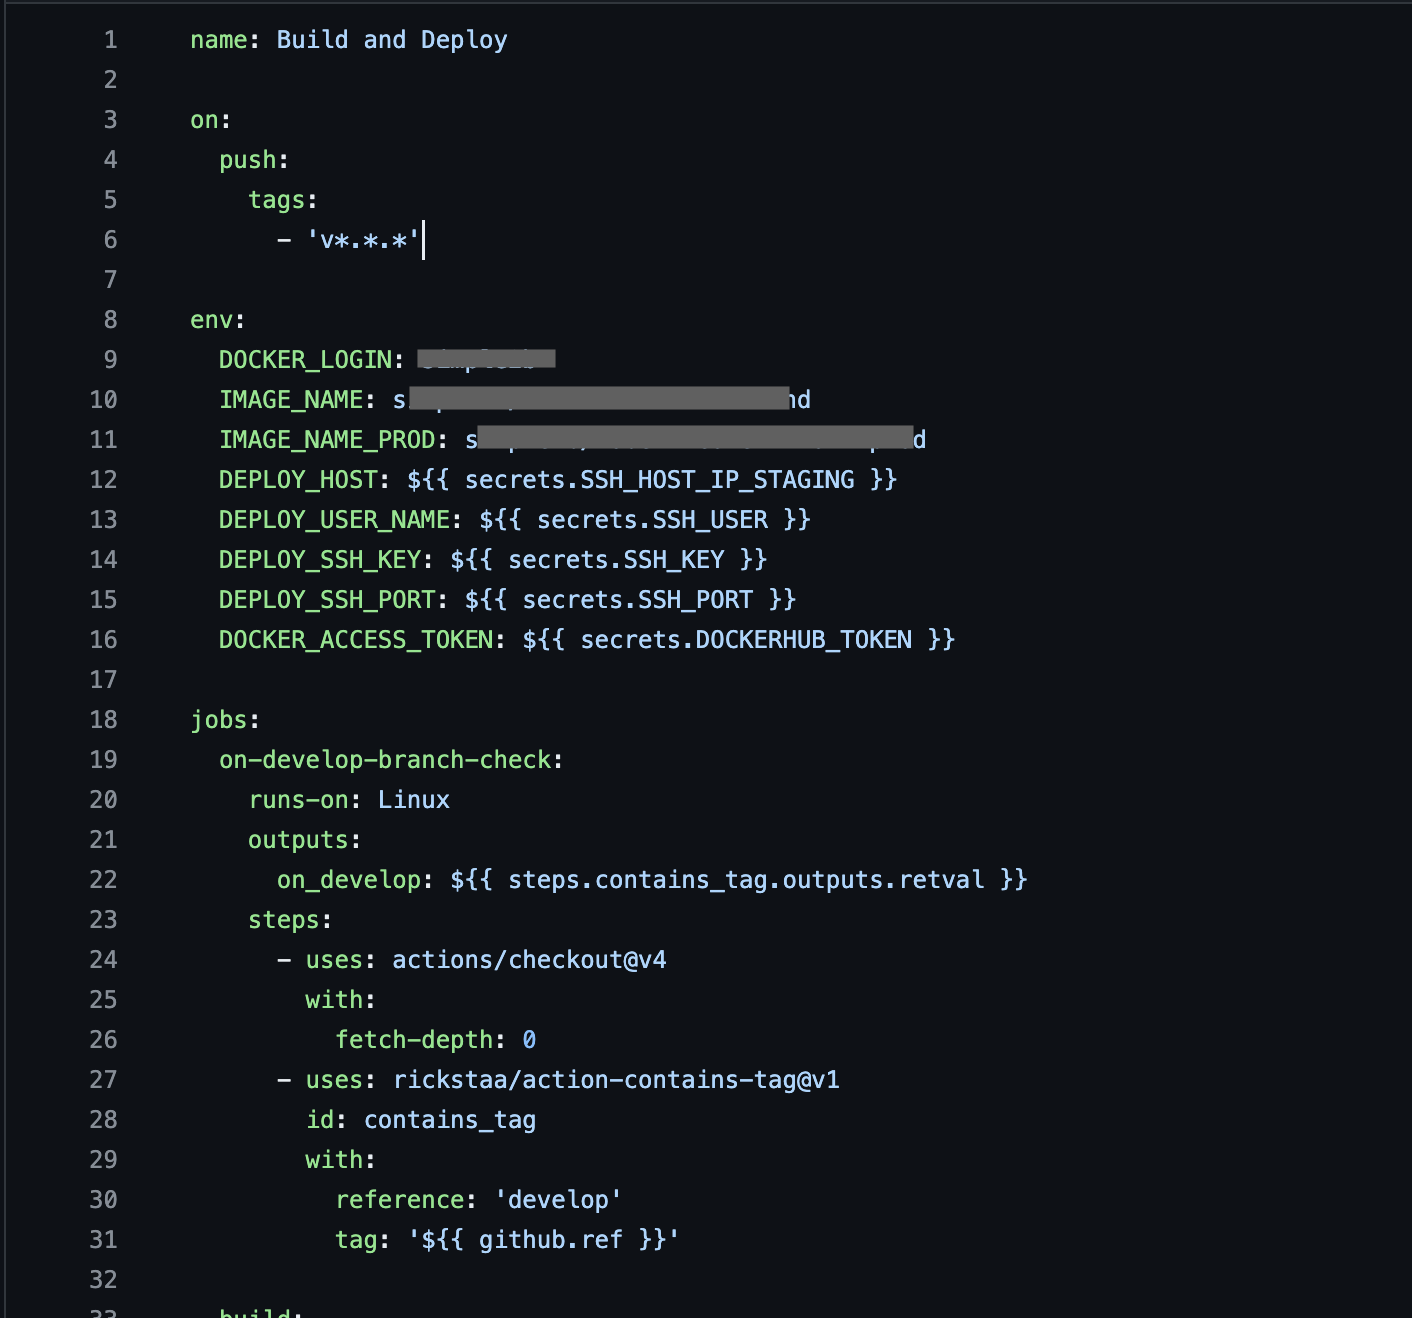 1 name: Build and Deploy
2
3 on:
4 push:
5 tags:
6 - 'v*.*.*'
7
8 env:
9 DOCKER_LOGIN:
10 IMAGE_NAME:
11 IMAGE_NAME_PROD:
12 DEPLOY_HOST: ${{ secrets.SSH_HOST_IP_STAGING }}
13 DEPLOY_USER_NAME: ${{ secrets.SSH_USER }}
14 DEPLOY_SSH_KEY: ${{ secrets.SSH_KEY }}
15 DEPLOY_SSH_PORT: ${{ secrets.SSH_PORT }}
16 DOCKER_ACCESS_TOKEN: ${{ secrets.DOCKERHUB_TOKEN }}
17
18 jobs:
19 on-develop-branch-check:
20 runs-on: Linux
21 outputs:
22 on_develop: ${{ steps.contains_tag.outputs.retval }}
23 steps:
24 - uses: actions/checkout@v4
25 with:
26 fetch-depth: 0
27 - uses: rickstaa/action-contains-tag@v1
28 id: contains_tag
29 with:
30 reference: 'develop'
31 tag: '${{ github.ref }}'
32
33 build: